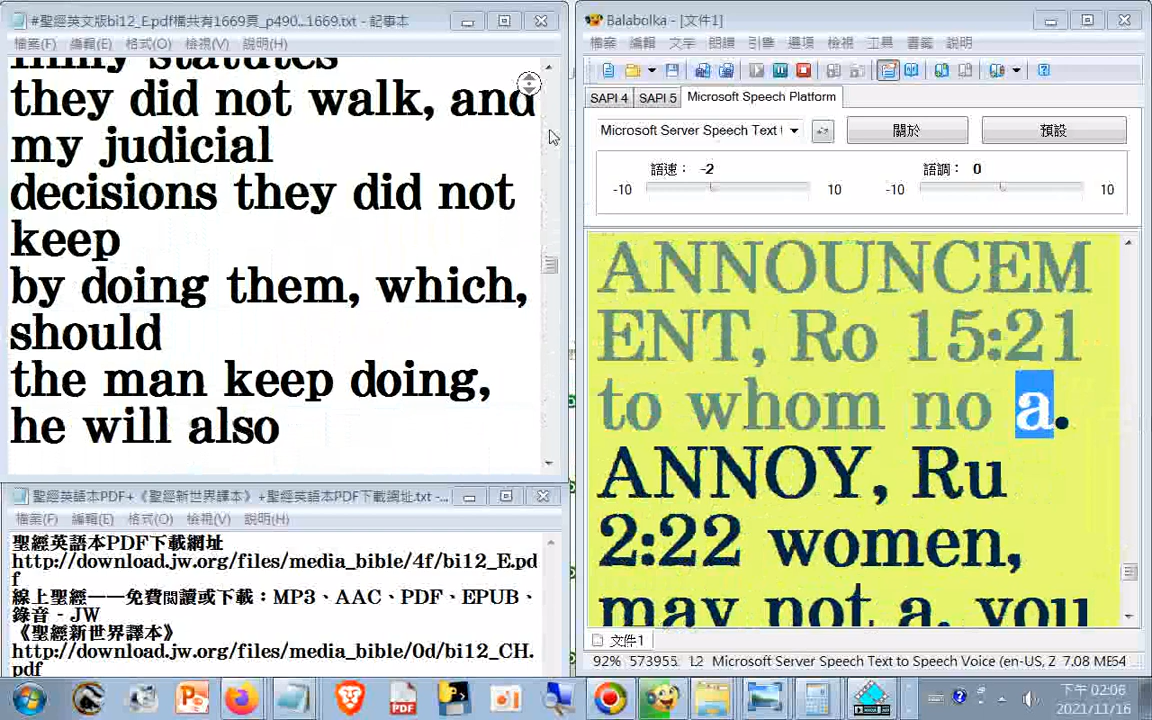 #聖經英文版bi12_E.pdf檔共有1669頁_p490...1669.txt - 記事本
檔案(F) 編輯(E) 格式(O) 檢視(V) 說明(H)
in my statutes
they did not walk, and
my judicial
decisions they did not
keep
by doing them, which,
should
the man keep doing,
he will also
聖經英語本PDF+《聖經新世界譯本》+聖經英語本PDF下載網址.txt -...
檔案(F) 編輯(E) 格式(O) 檢視(V) 說明(H)
聖經英語本PDF下載網址
http://download.jw.org/files/media_bible/4f/bi12_E.pd
f
線上聖經——免費閱讀或下載：MP3、AAC、PDF、EPUB、
錄音 - JW
《聖經新世界譯本》
http://download.jw.org/files/media_bible/0d/bi12_CH.
pdf
Balabolka - [文件1]
檔案 編輯 文字 朗讀 引擎 選項 檢視 工具 書籤 說明
SAPI 4 SAPI 5 Microsoft Speech Platform
Microsoft Server Speech Text t 關於 預設
語速： -2 語調： 0
-10 10 -10 10
ANNOUNCEM
ENT, Ro 15:21
to whom no a.
ANNOY, Ru
2:22 women,
may not a. you
文件1
92% 573955. L2 Microsoft Server Speech Text to Speech Voice (en-US, Z 7.08 ME54
PDF
下午 02:06
2021/11/16